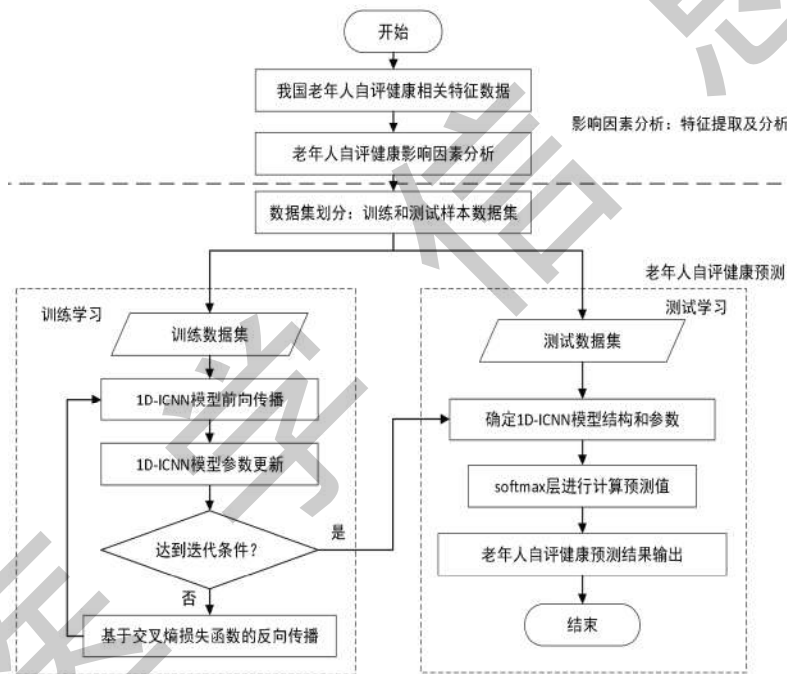 开始
我国老年人自评健康相关特征数据
影响因素分析：特征提取及分析
老年人自评健康影响因素分析
数据集划分：训练和测试样本数据集
老年人自评健康预测
训练学习
训练数据集
1D-ICNN模型前向传播
1D-ICNN模型参数更新
达到迭代条件？
是
否
基于交叉熵损失函数的反向传播
测试学习
测试数据集
确定1D-ICNN模型结构和参数
softmax层进行计算预测值
老年人自评健康预测结果输出
结束
医学信息